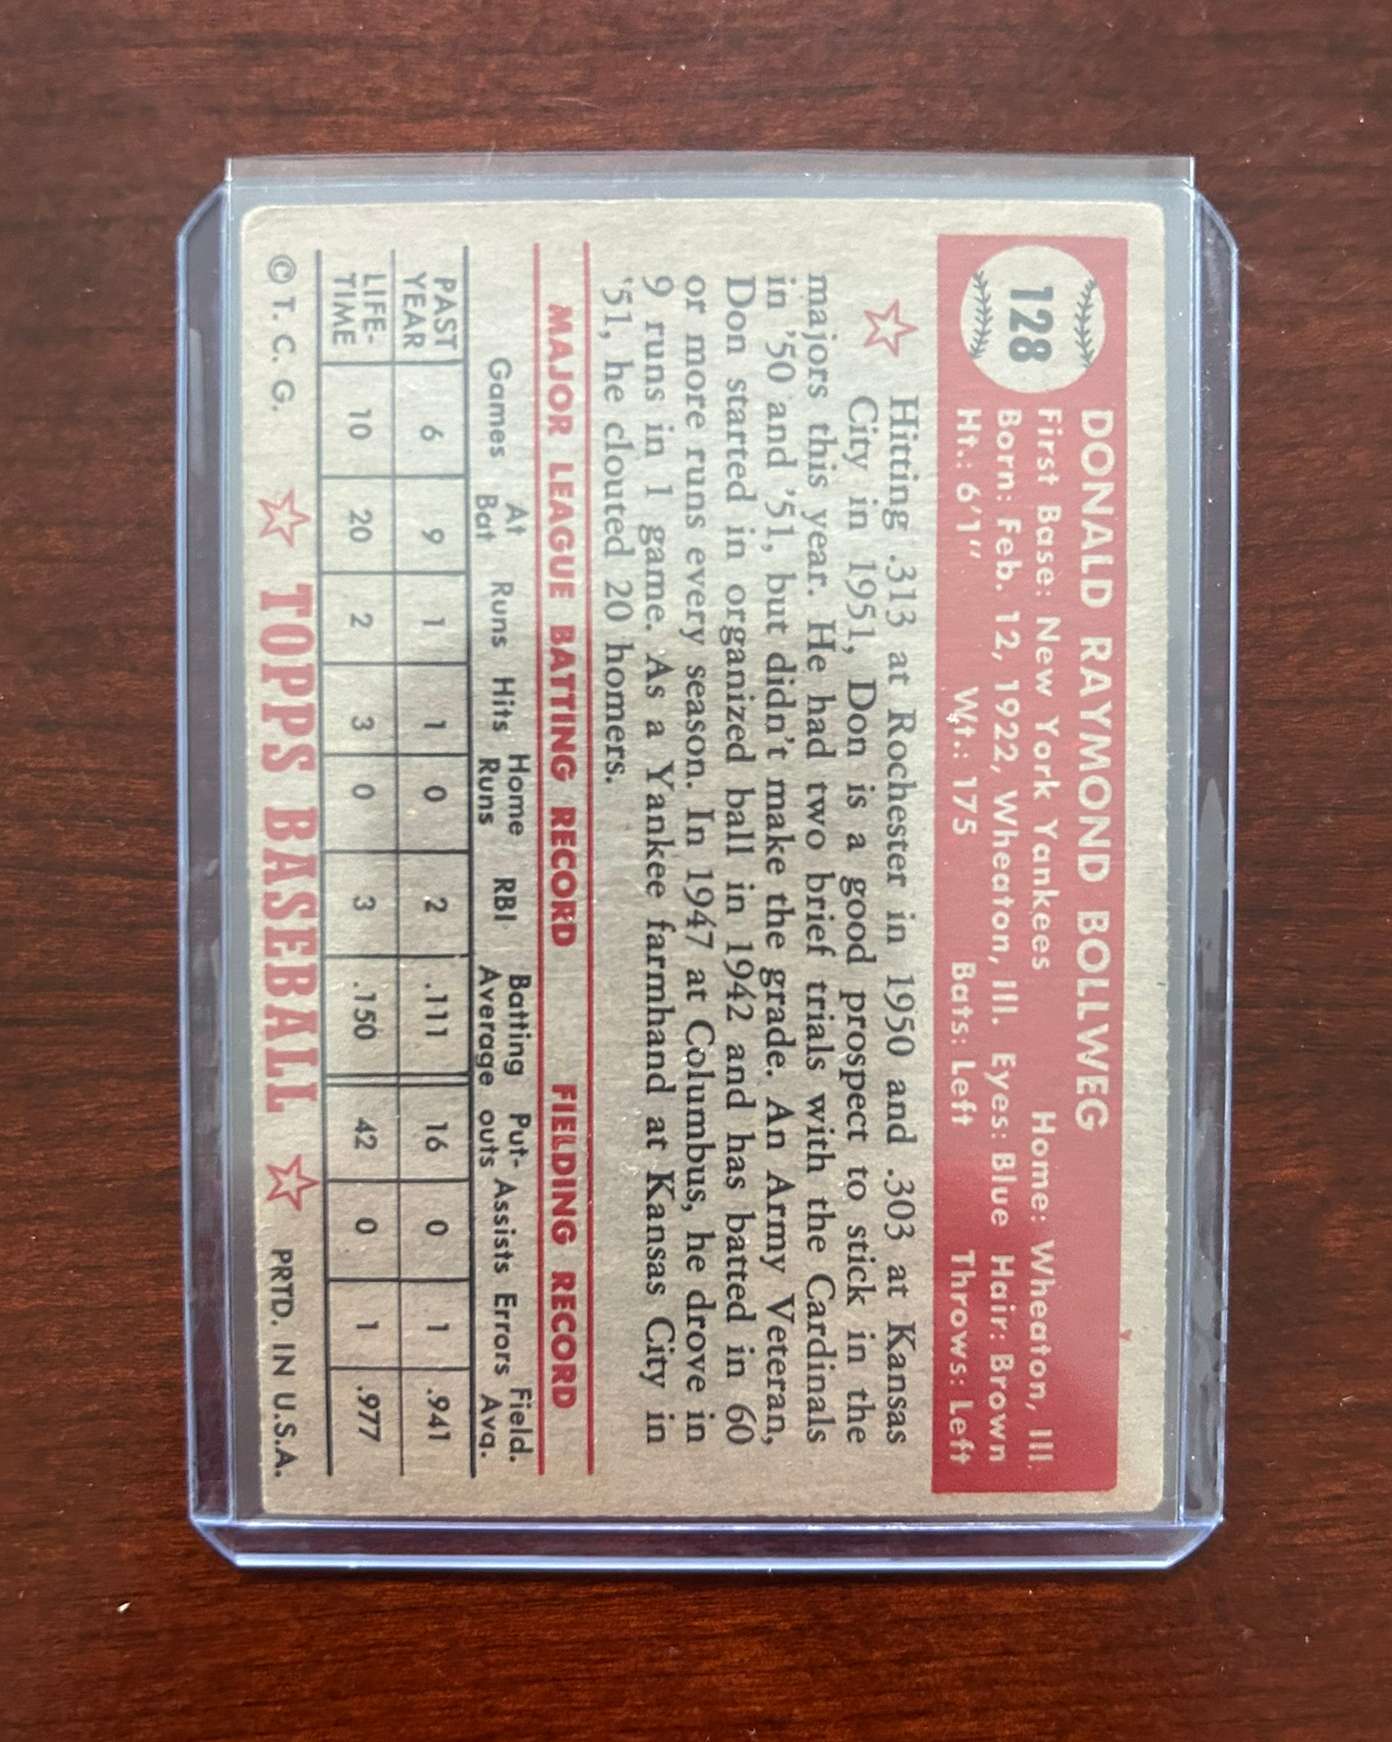 128
DONALD RAYMOND BOLLWEG
First Base: New York Yankees Home: Wheaton, Ill
Born: Feb. 12, 1922, Wheaton, Ill. Eyes: Blue Hair: Brown
Ht.: 6'1" Wt.: 175 Bats: Left Throws: Left
Hitting .313 at Rochester in 1950 and .303 at Kansas
City in 1951, Don is a good prospect to stick in the
majors this year. He had two brief trials with the Cardinals
in '50 and '51, but didn't make the grade. An Army Veteran,
Don started in organized ball in 1942 and has batted in 60
or more runs every season. In 1947 at Columbus, he drove in
9 runs in 1 game. As a Yankee farmhand at Kansas City in
'51, he clouted 20 homers.
MAJOR LEAGUE BATTING RECORD FIELDING RECORD
Games At Bat Runs Hits Home Runs RBI Batting Average Put-outs Assists Errors Field. Avg.
PAST YEAR 6 9 1 1 0 2 .111 16 0 1 .941
LIFE-TIME 10 20 2 3 0 3 .150 42 0 1 .977
© T. C. G. TOPPS BASEBALL PRTD. IN U.S.A.